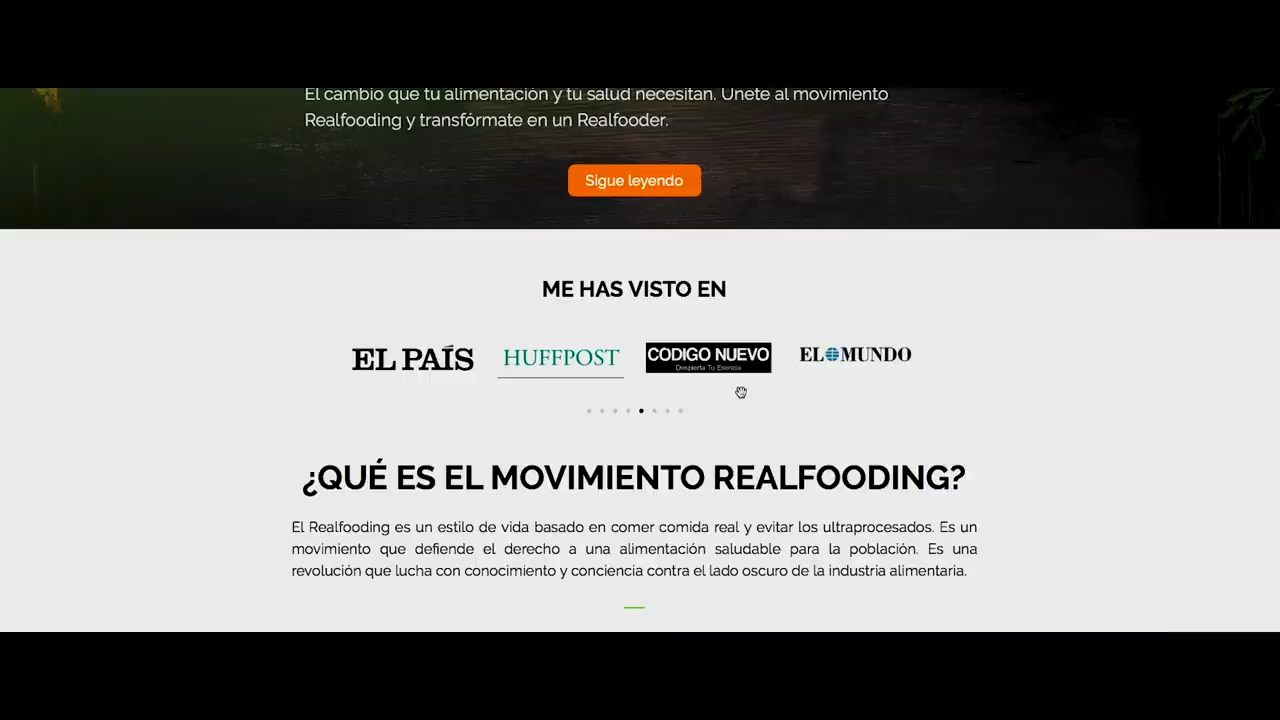 El cambio que tu alimentación y tu salud necesitan. Únete al movimiento
Realfooding y transfórmate en un Realfooder.
Sigue leyendo
ME HAS VISTO EN
EL PAÍS
HUFFPOST
CODIGO NUEVO
Despierta Tu Esencia
EL MUNDO
¿QUÉ ES EL MOVIMIENTO REALFOODING?
El Realfooding es un estilo de vida basado en comer comida real y evitar los ultraprocesados. Es un
movimiento que defiende el derecho a una alimentación saludable para la población. Es una
revolución que lucha con conocimiento y conciencia contra el lado oscuro de la industria alimentaria.